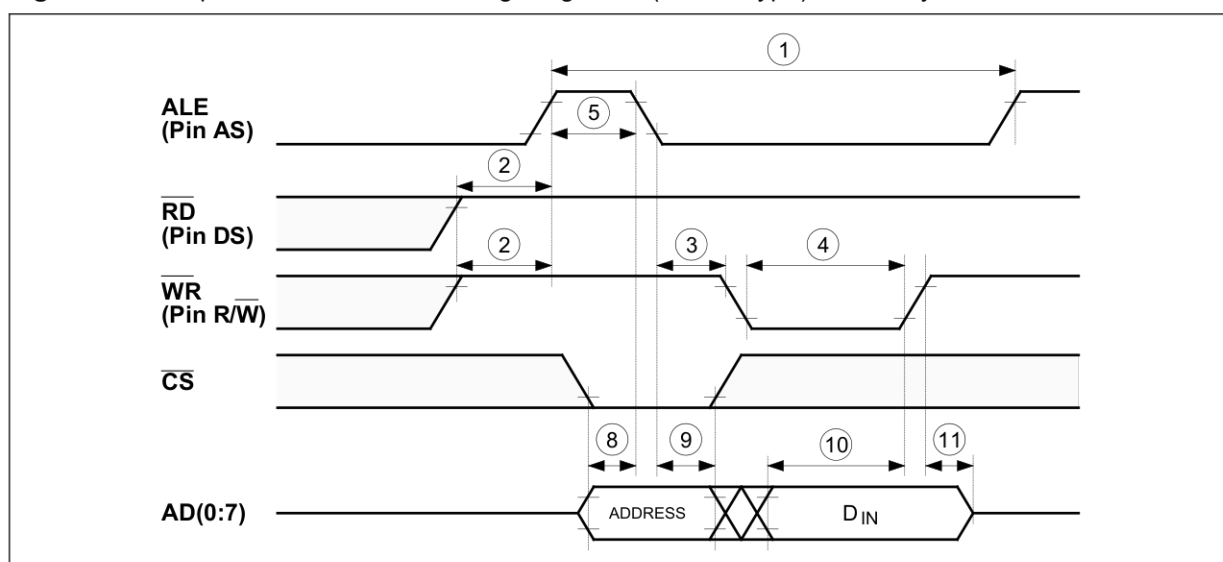 1
ALE
(Pin AS)
5
2
RD
(Pin DS)
2
3
4
WR
(Pin R/W)
CS
8
9
10
11
AD(0:7)
ADDRESS
D IN